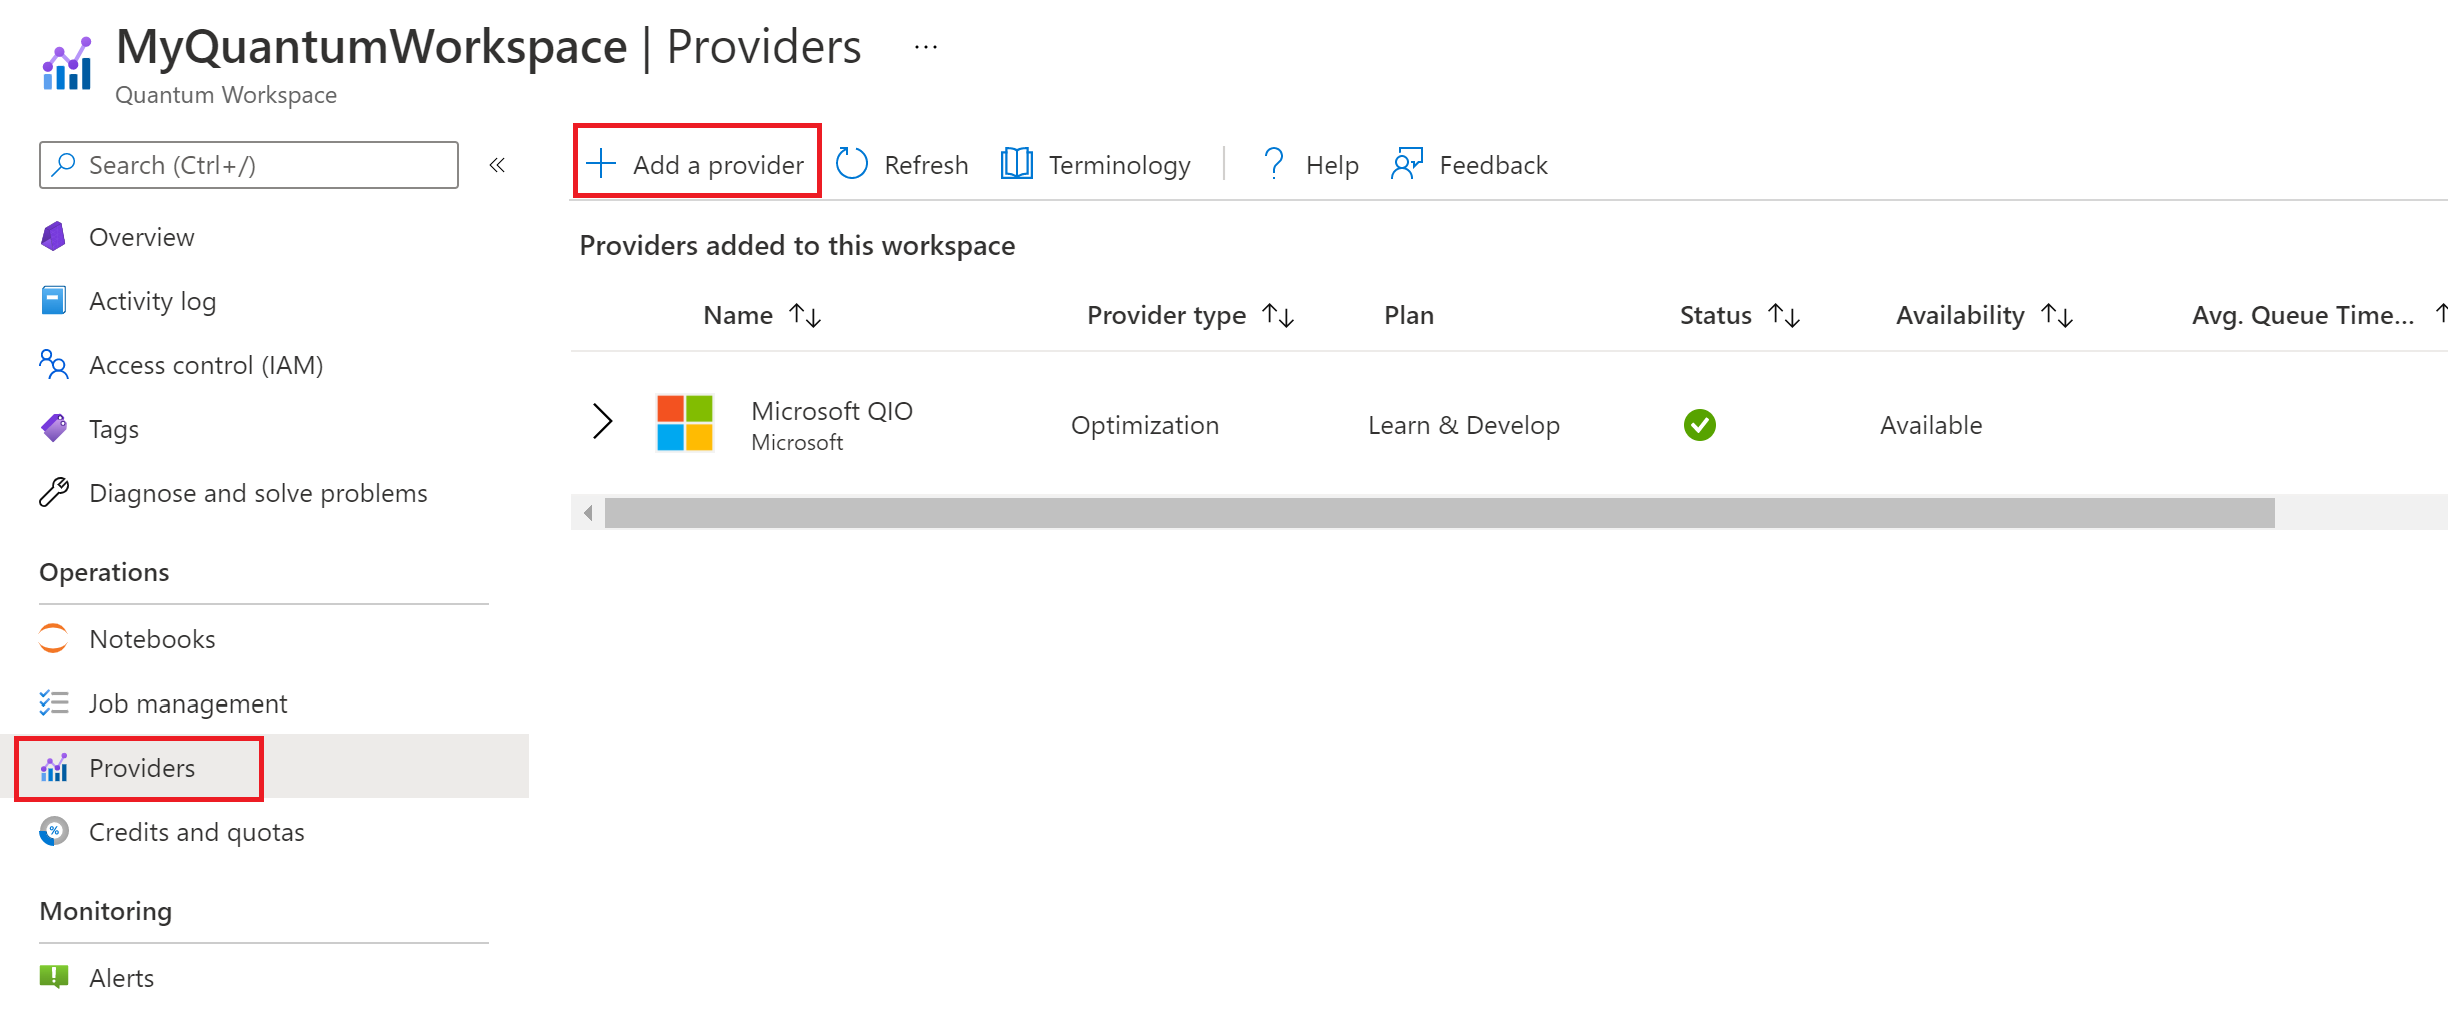 MyQuantumWorkspace | Providers ...
Quantum Workspace
Search (Ctrl+/)
«
Overview
Activity log
Access control (IAM)
Tags
Diagnose and solve problems
Operations
Notebooks
Job management
Providers
Credits and quotas
Monitoring
Alerts
Add a provider Refresh Terminology Help Feedback
Providers added to this workspace
Name Provider type Plan Status Availability Avg. Queue Time...
Microsoft QIO Optimization Learn & Develop Available
Microsoft